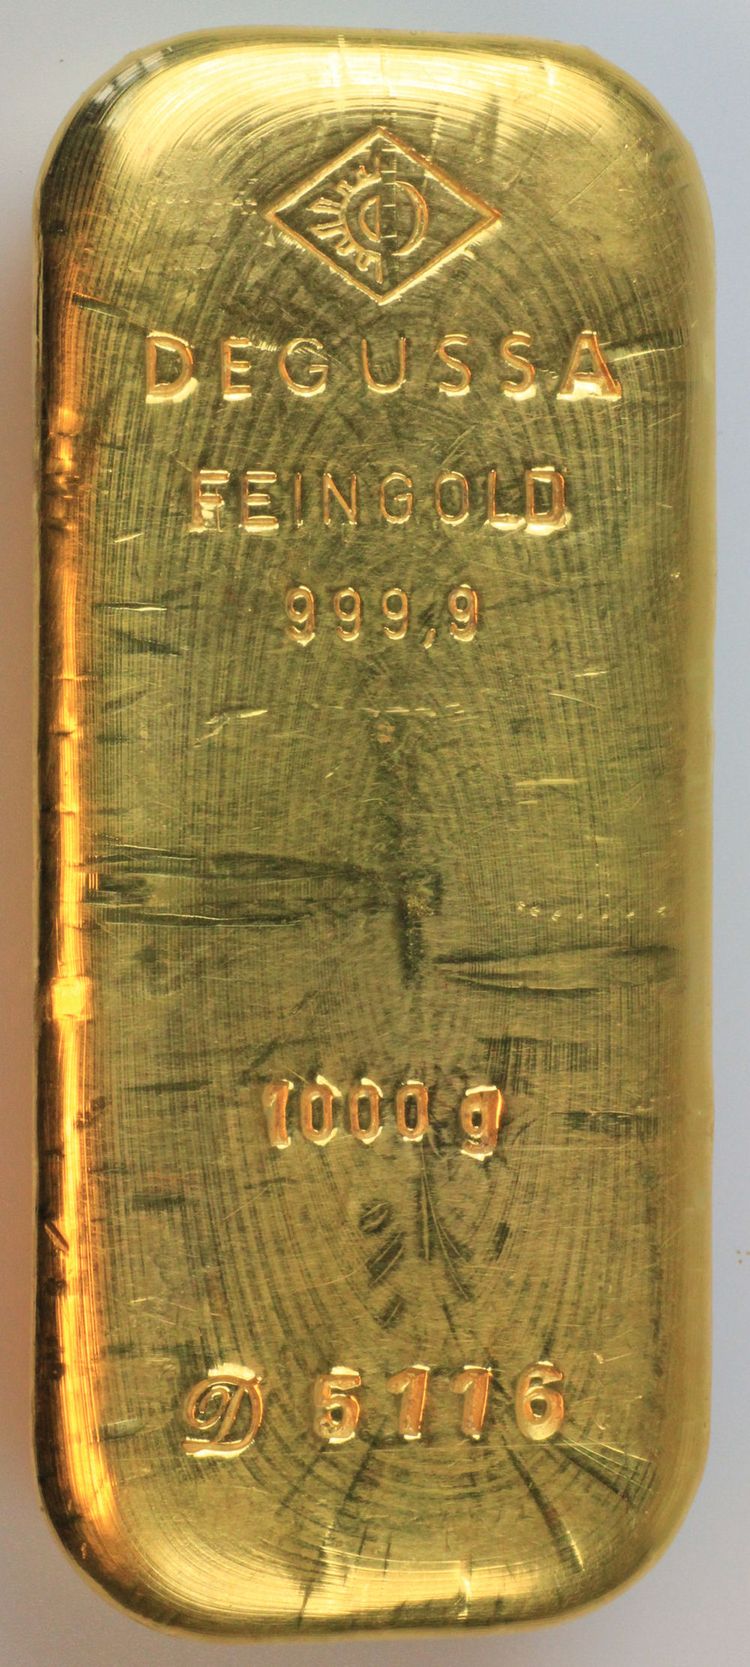 DEGUSSA
FEINGOLD
999,9
1000 g
D 5116